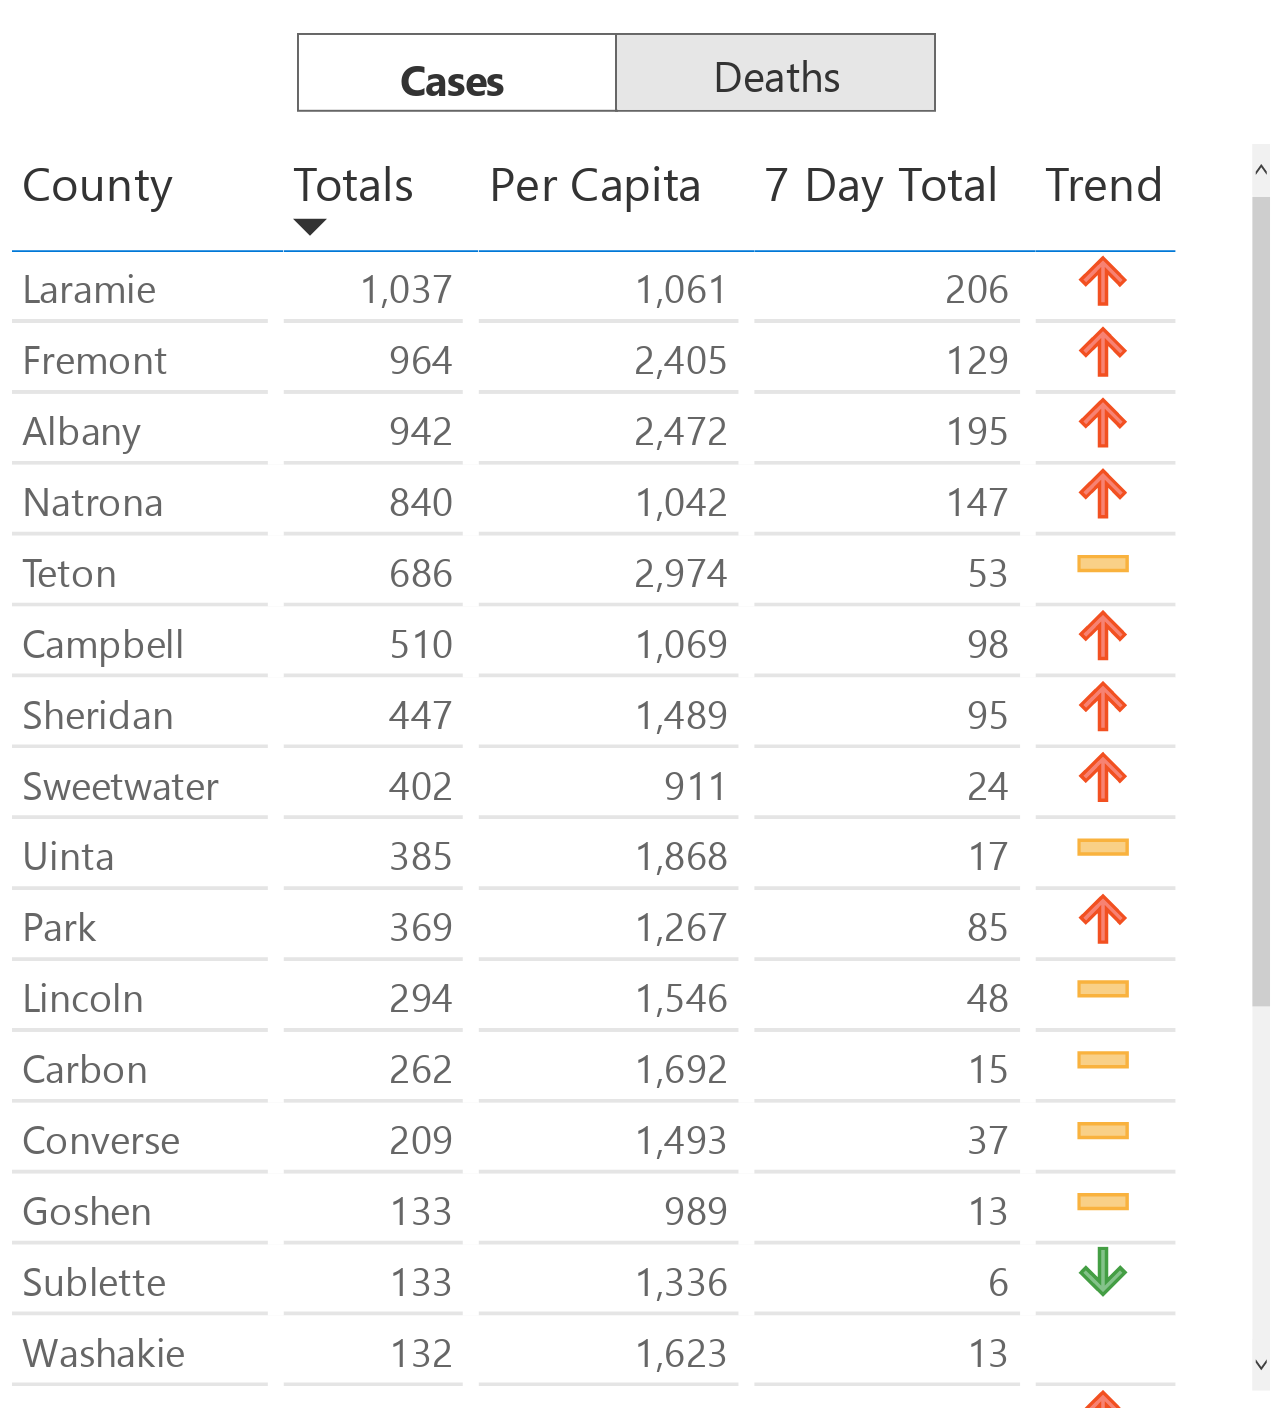 Cases Deaths
County Totals Per Capita 7 Day Total Trend
Laramie 1,037 1,061 206
Fremont 964 2,405 129
Albany 942 2,472 195
Natrona 840 1,042 147
Teton 686 2,974 53
Campbell 510 1,069 98
Sheridan 447 1,489 95
Sweetwater 402 911 24
Uinta 385 1,868 17
Park 369 1,267 85
Lincoln 294 1,546 48
Carbon 262 1,692 15
Converse 209 1,493 37
Goshen 133 989 13
Sublette 133 1,336 6
Washakie 132 1,623 13